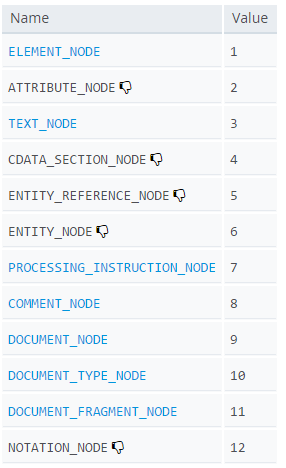 Name Value
ELEMENT_NODE 1
ATTRIBUTE_NODE 2
TEXT_NODE 3
CDATA_SECTION_NODE 4
ENTITY_REFERENCE_NODE 5
ENTITY_NODE 6
PROCESSING_INSTRUCTION_NODE 7
COMMENT_NODE 8
DOCUMENT_NODE 9
DOCUMENT_TYPE_NODE 10
DOCUMENT_FRAGMENT_NODE 11
NOTATION_NODE 12